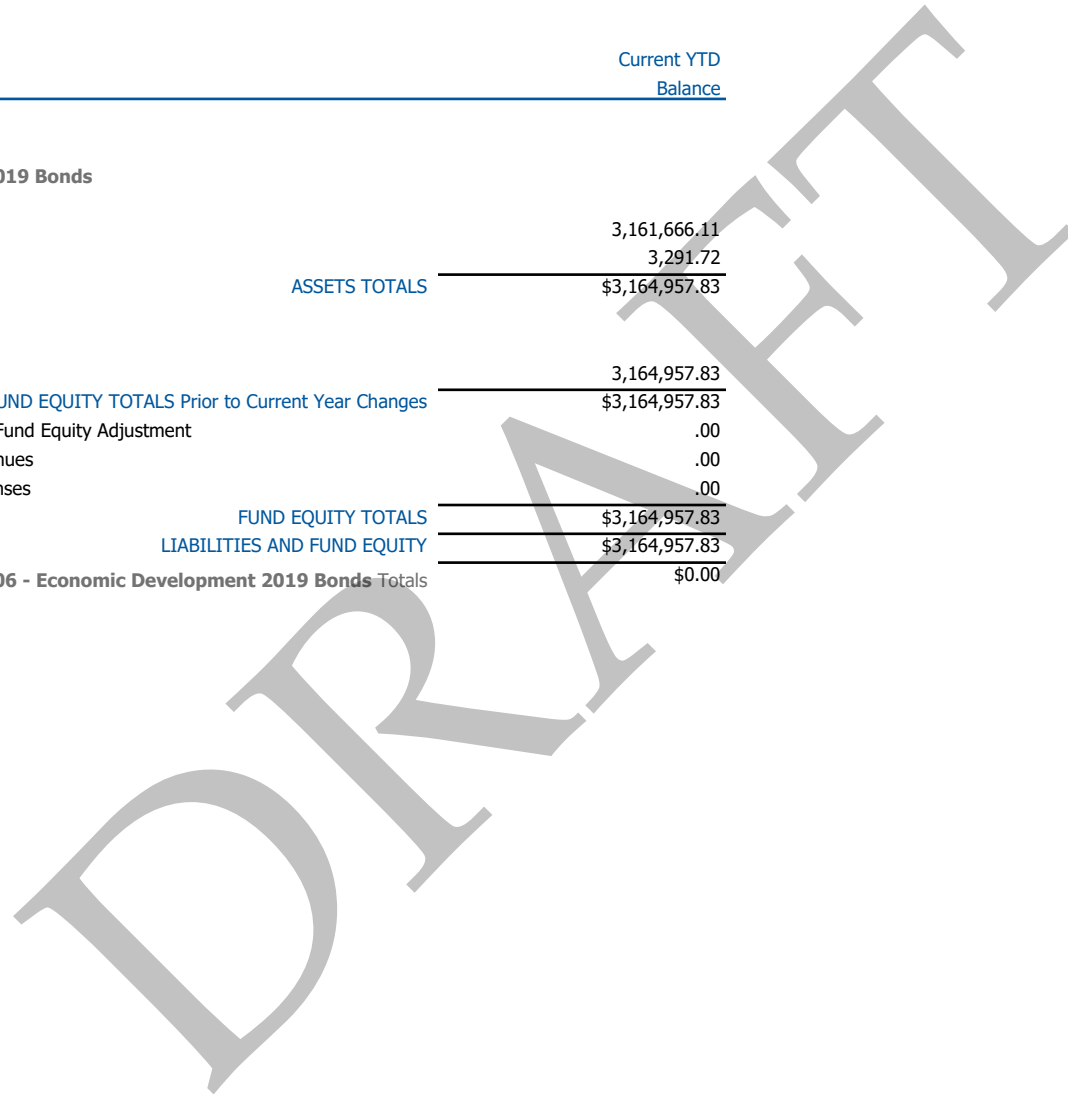 Current YTD
Balance
019 Bonds
3,161,666.11
3,291.72
ASSETS TOTALS $3,164,957.83
3,164,957.83
UND EQUITY TOTALS Prior to Current Year Changes $3,164,957.83
Fund Equity Adjustment .00
nues .00
nses .00
FUND EQUITY TOTALS $3,164,957.83
LIABILITIES AND FUND EQUITY $3,164,957.83
06 - Economic Development 2019 Bonds Totals $0.00
DRAFT